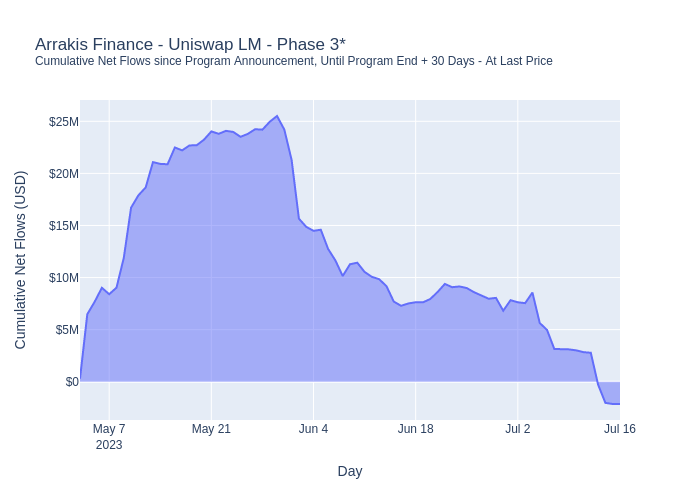 Arrakis Finance - Uniswap LM - Phase 3*
Cumulative Net Flows since Program Announcement, Until Program End + 30 Days - At Last Price
Cumulative Net Flows (USD)
$25M
$20M
$15M
$10M
$5M
$0
May 7
2023
May 21
Jun 4
Jun 18
Jul 2
Jul 16
Day